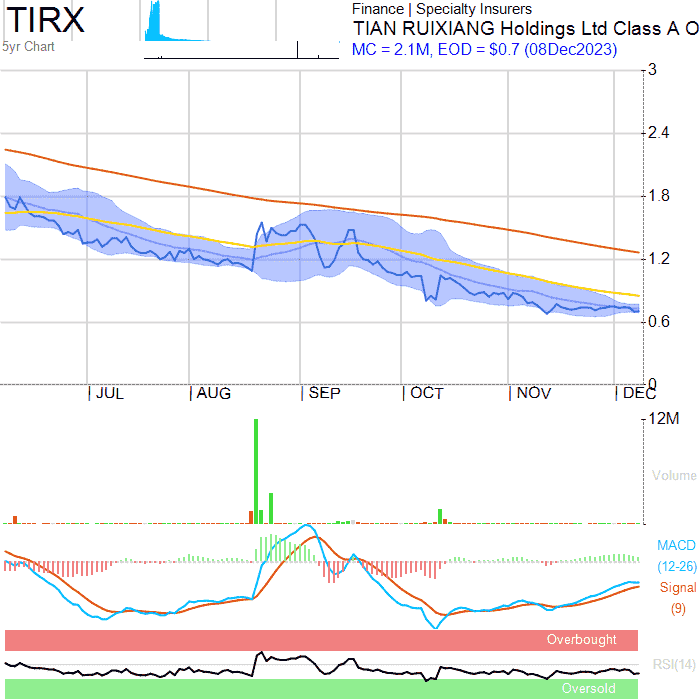 TIRX
5yr Chart
Finance | Specialty Insurers
TIAN RUIXIANG Holdings Ltd Class A O
MC = 2.1M, EOD = $0.7 (08Dec2023)
3
2.4
1.8
1.2
0.6
0
JUL
AUG
SEP
OCT
NOV
DEC
12M
Volume
MACD
(12-26)
Signal
(9)
Overbought
RSI(14)
Oversold